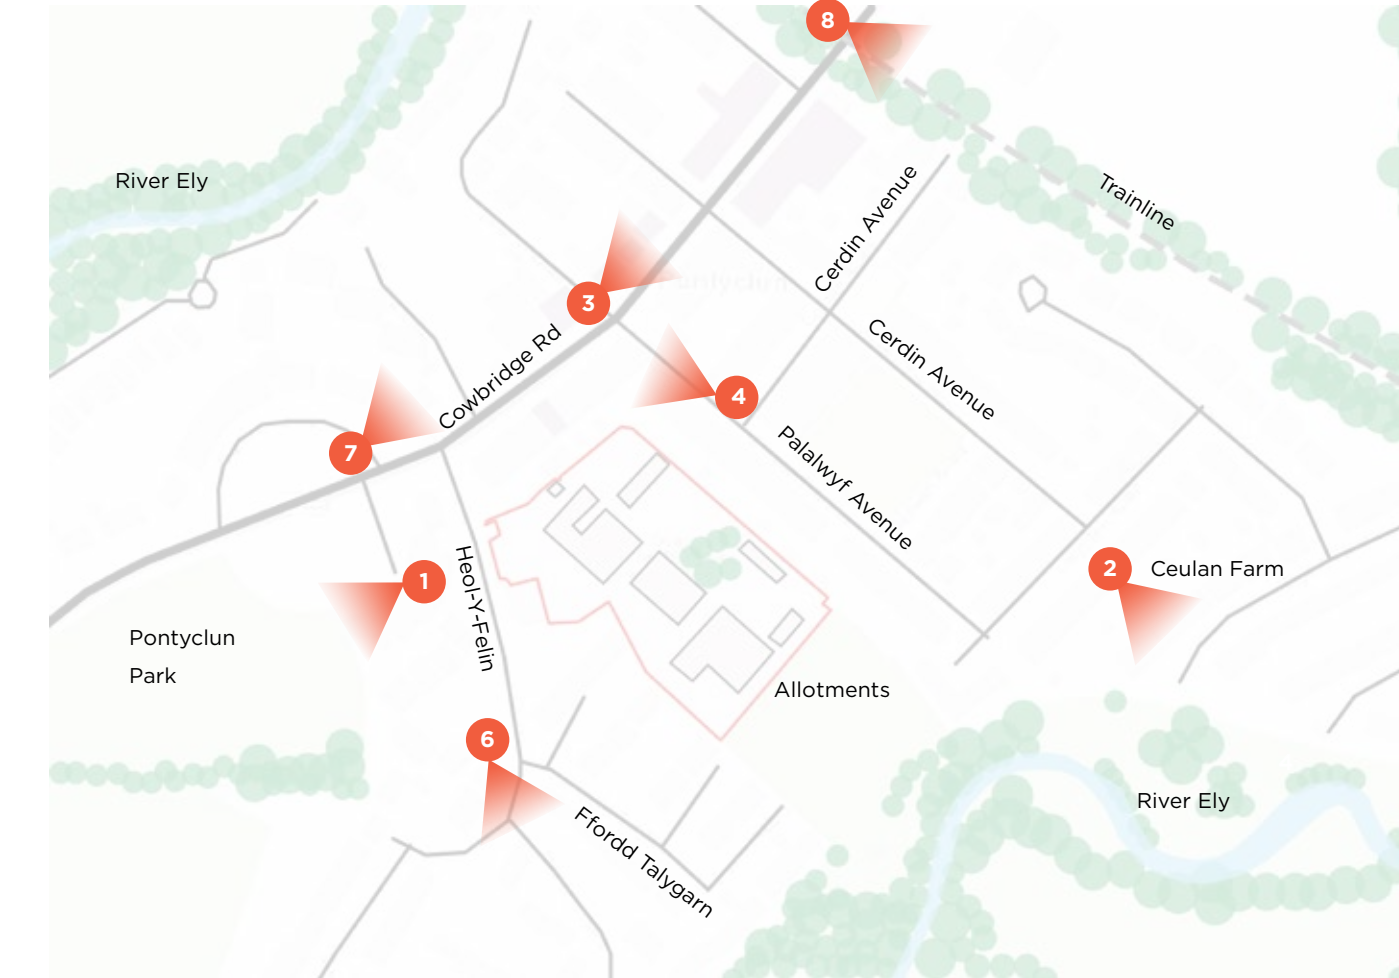 8
River Ely
Trainline
Cerdin Avenue
Pontyclun
3
Cerdin Avenue
Cowbridge Rd
4
7
Palalwyf Avenue
Heol-Y-Felin
1
2
Ceulan Farm
Pontyclun
Park
Allotments
6
River Ely
Ffordd Talygarn